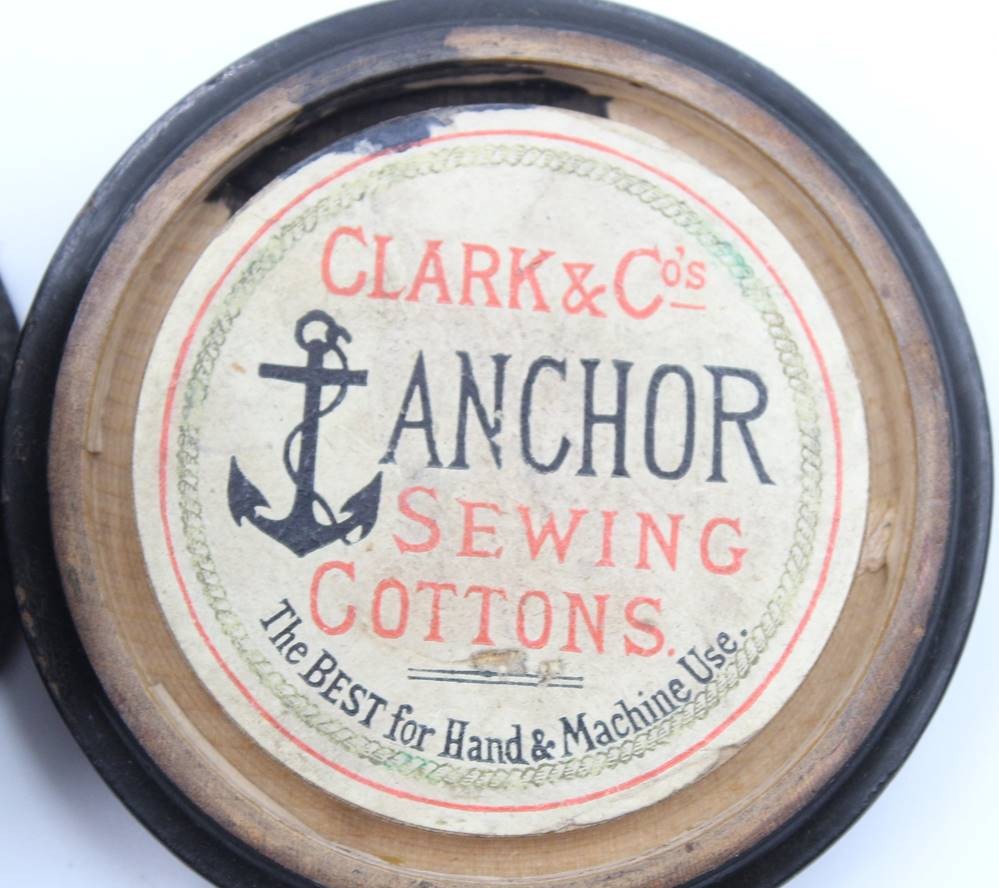 CLARK & Co's
ANCHOR
SEWING
COTTONS.
The BEST for Hand & Machine Use.